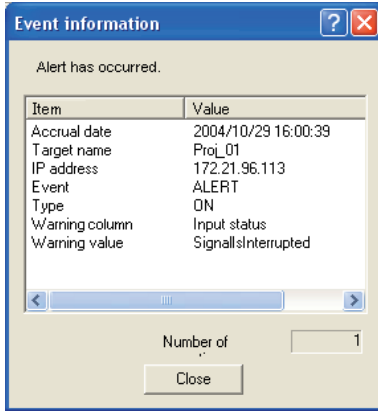 Event information
Alert has occurred.
Item Value
Accrual date 2004/10/29 16:00:39
Target name Proj_01
IP address 172.21.96.113
Event ALERT
Type ON
Warning column Input status
Warning value SignalIsInterrupted
Number of 1
Close